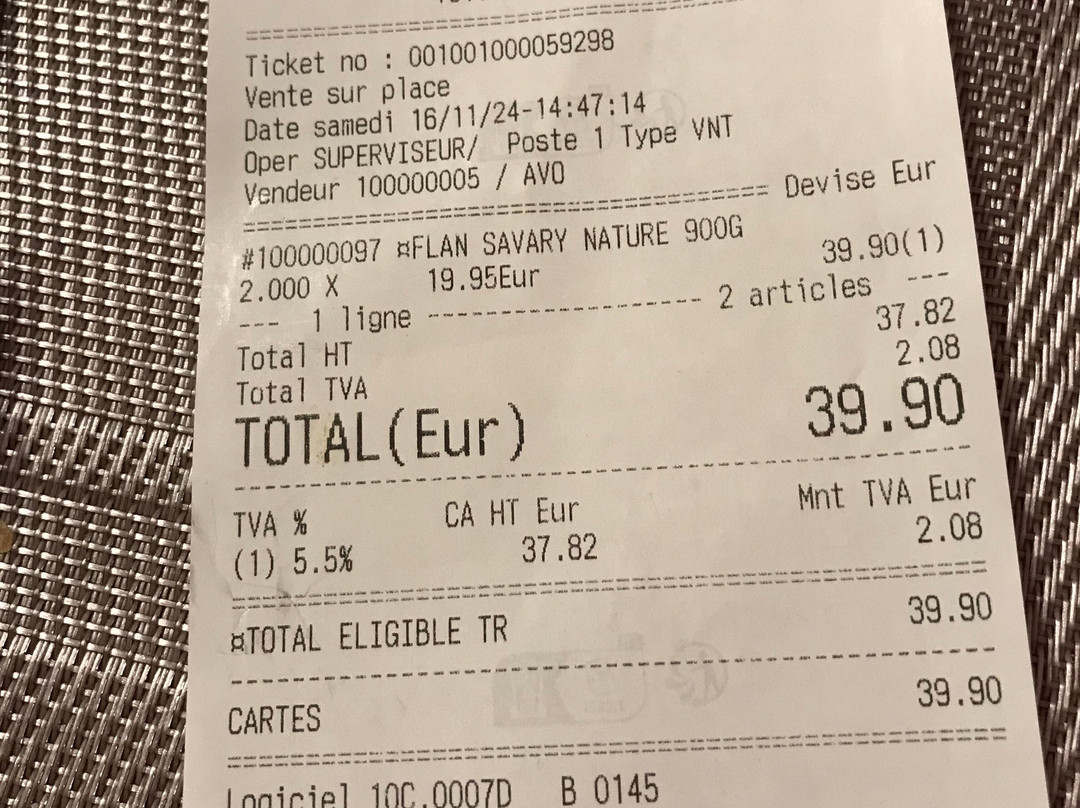 Ticket no : 001001000059298
Vente sur place
Date samedi 16/11/24-14:47:14
Oper SUPERVISEUR/ Poste 1 Type VNT
Vendeur 100000005 / AVO
Devise Eur
#100000097 ¤FLAN SAVARY NATURE 900G
2.000 X 19.95Eur 39.90(1)
--- 1 ligne -------------------- 2 articles ---
Total HT 37.82
Total TVA 2.08
TOTAL(Eur) 39.90
TVA % CA HT Eur Mnt TVA Eur
(1) 5.5% 37.82 2.08
¤TOTAL ELIGIBLE TR 39.90
CARTES 39.90
Logiciel 10C.0007D B 0145